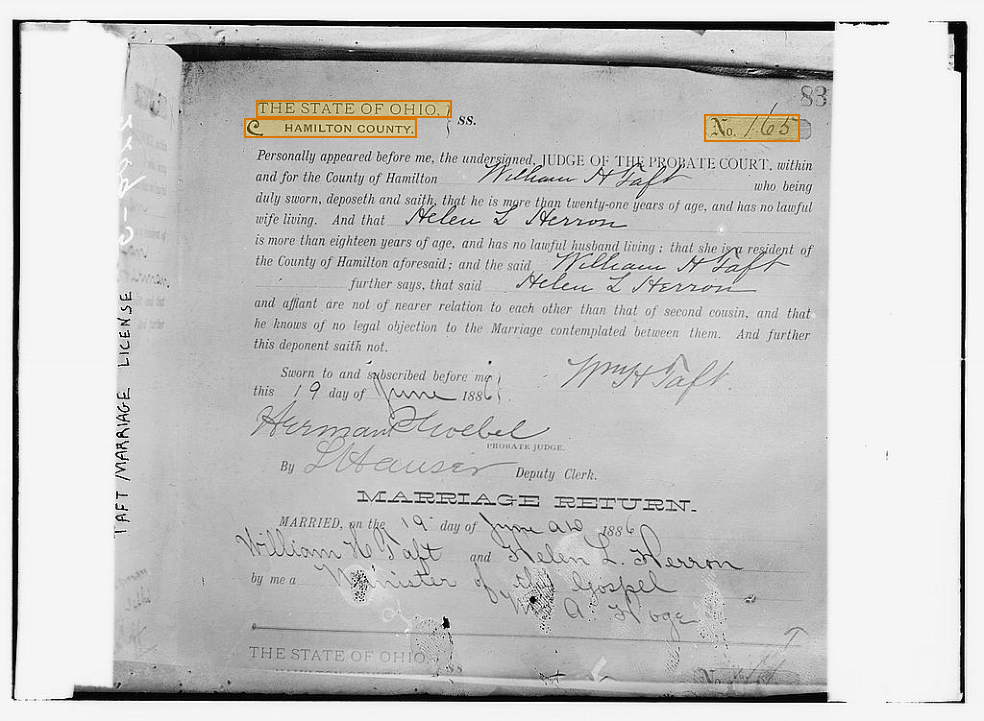 83
THE STATE OF OHIO,
HAMILTON COUNTY. } ss. No. 165
Personally appeared before me, the undersigned, JUDGE OF THE PROBATE COURT, within
and for the County of Hamilton William H Taft who being
duly sworn, deposeth and saith, that he is more than twenty-one years of age, and has no lawful
wife living. And that Helen L Herron
is more than eighteen years of age, and has no lawful husband living; that she is a resident of
the County of Hamilton aforesaid; and the said William H Taft
further says, that said Helen L Herron
and affiant are not of nearer relation to each other than that of second cousin, and that
he knows of no legal objection to the Marriage contemplated between them. And further
this deponent saith not.
Sworn to and subscribed before me
this 19 day of June 1886 Wm H Taft.
Herman P Goebel
PROBATE JUDGE.
By L Hauser Deputy Clerk.
MARRIAGE RETURN.
MARRIED, on the 19 day of June AD 1886
William H. Taft and Helen L. Herron
by me a Minister of the Gospel
A. Hoge
THE STATE OF OHIO, ss
TAFT MARRIAGE LICENSE